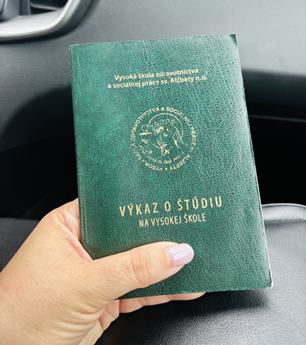 Vysoká škola zdravotníctva
a sociálnej práce sv. Alžbety n.o.
VÝKAZ O ŠTÚDIU
NA VYSOKEJ ŠKOLE